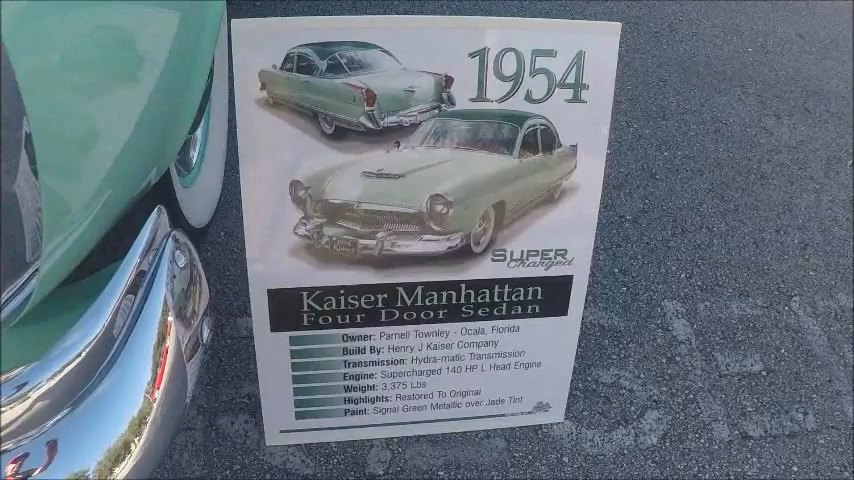 1954
1954
Kaiser
SUPER
Charged
Kaiser Manhattan
Four Door Sedan
Owner: Parnell Townley - Ocala, Florida
Build By: Henry J Kaiser Company
Transmission: Hydra-matic Transmission
Engine: Supercharged 140 HP L Head Engine
Weight: 3,375 Lbs
Highlights: Restored To Original
Paint: Signal Green Metallic over Jade Tint